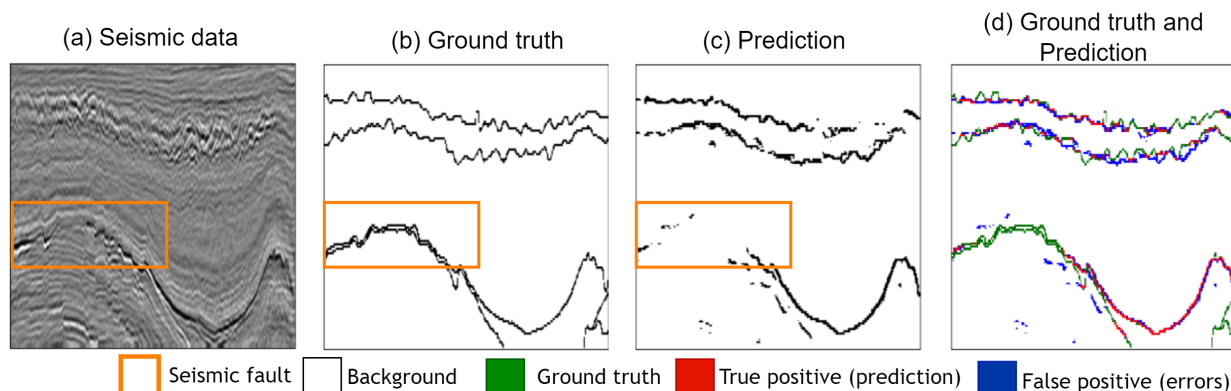 (a) Seismic data
(b) Ground truth
(c) Prediction
(d) Ground truth and
Prediction
Seismic fault
Background
Ground truth
True positive (prediction)
False positive (errors)